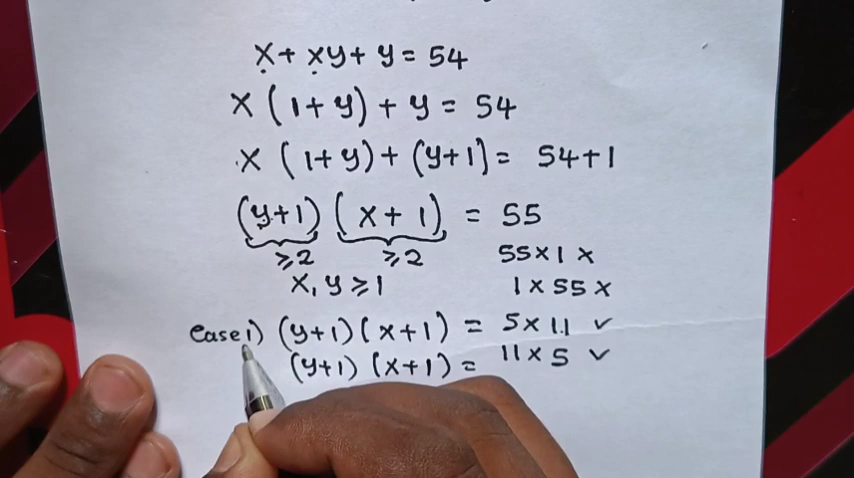 x + xy + y = 54
x (1+y) + y = 54
x (1+y) + (y+1) = 54+1
(y+1) (x+1) = 55
≥2 ≥2 55×1 ×
x, y ≥ 1 1×55 ×
Case 1) (y+1)(x+1) = 5×11 ✓
(y+1) (x+1) = 11×5 ✓